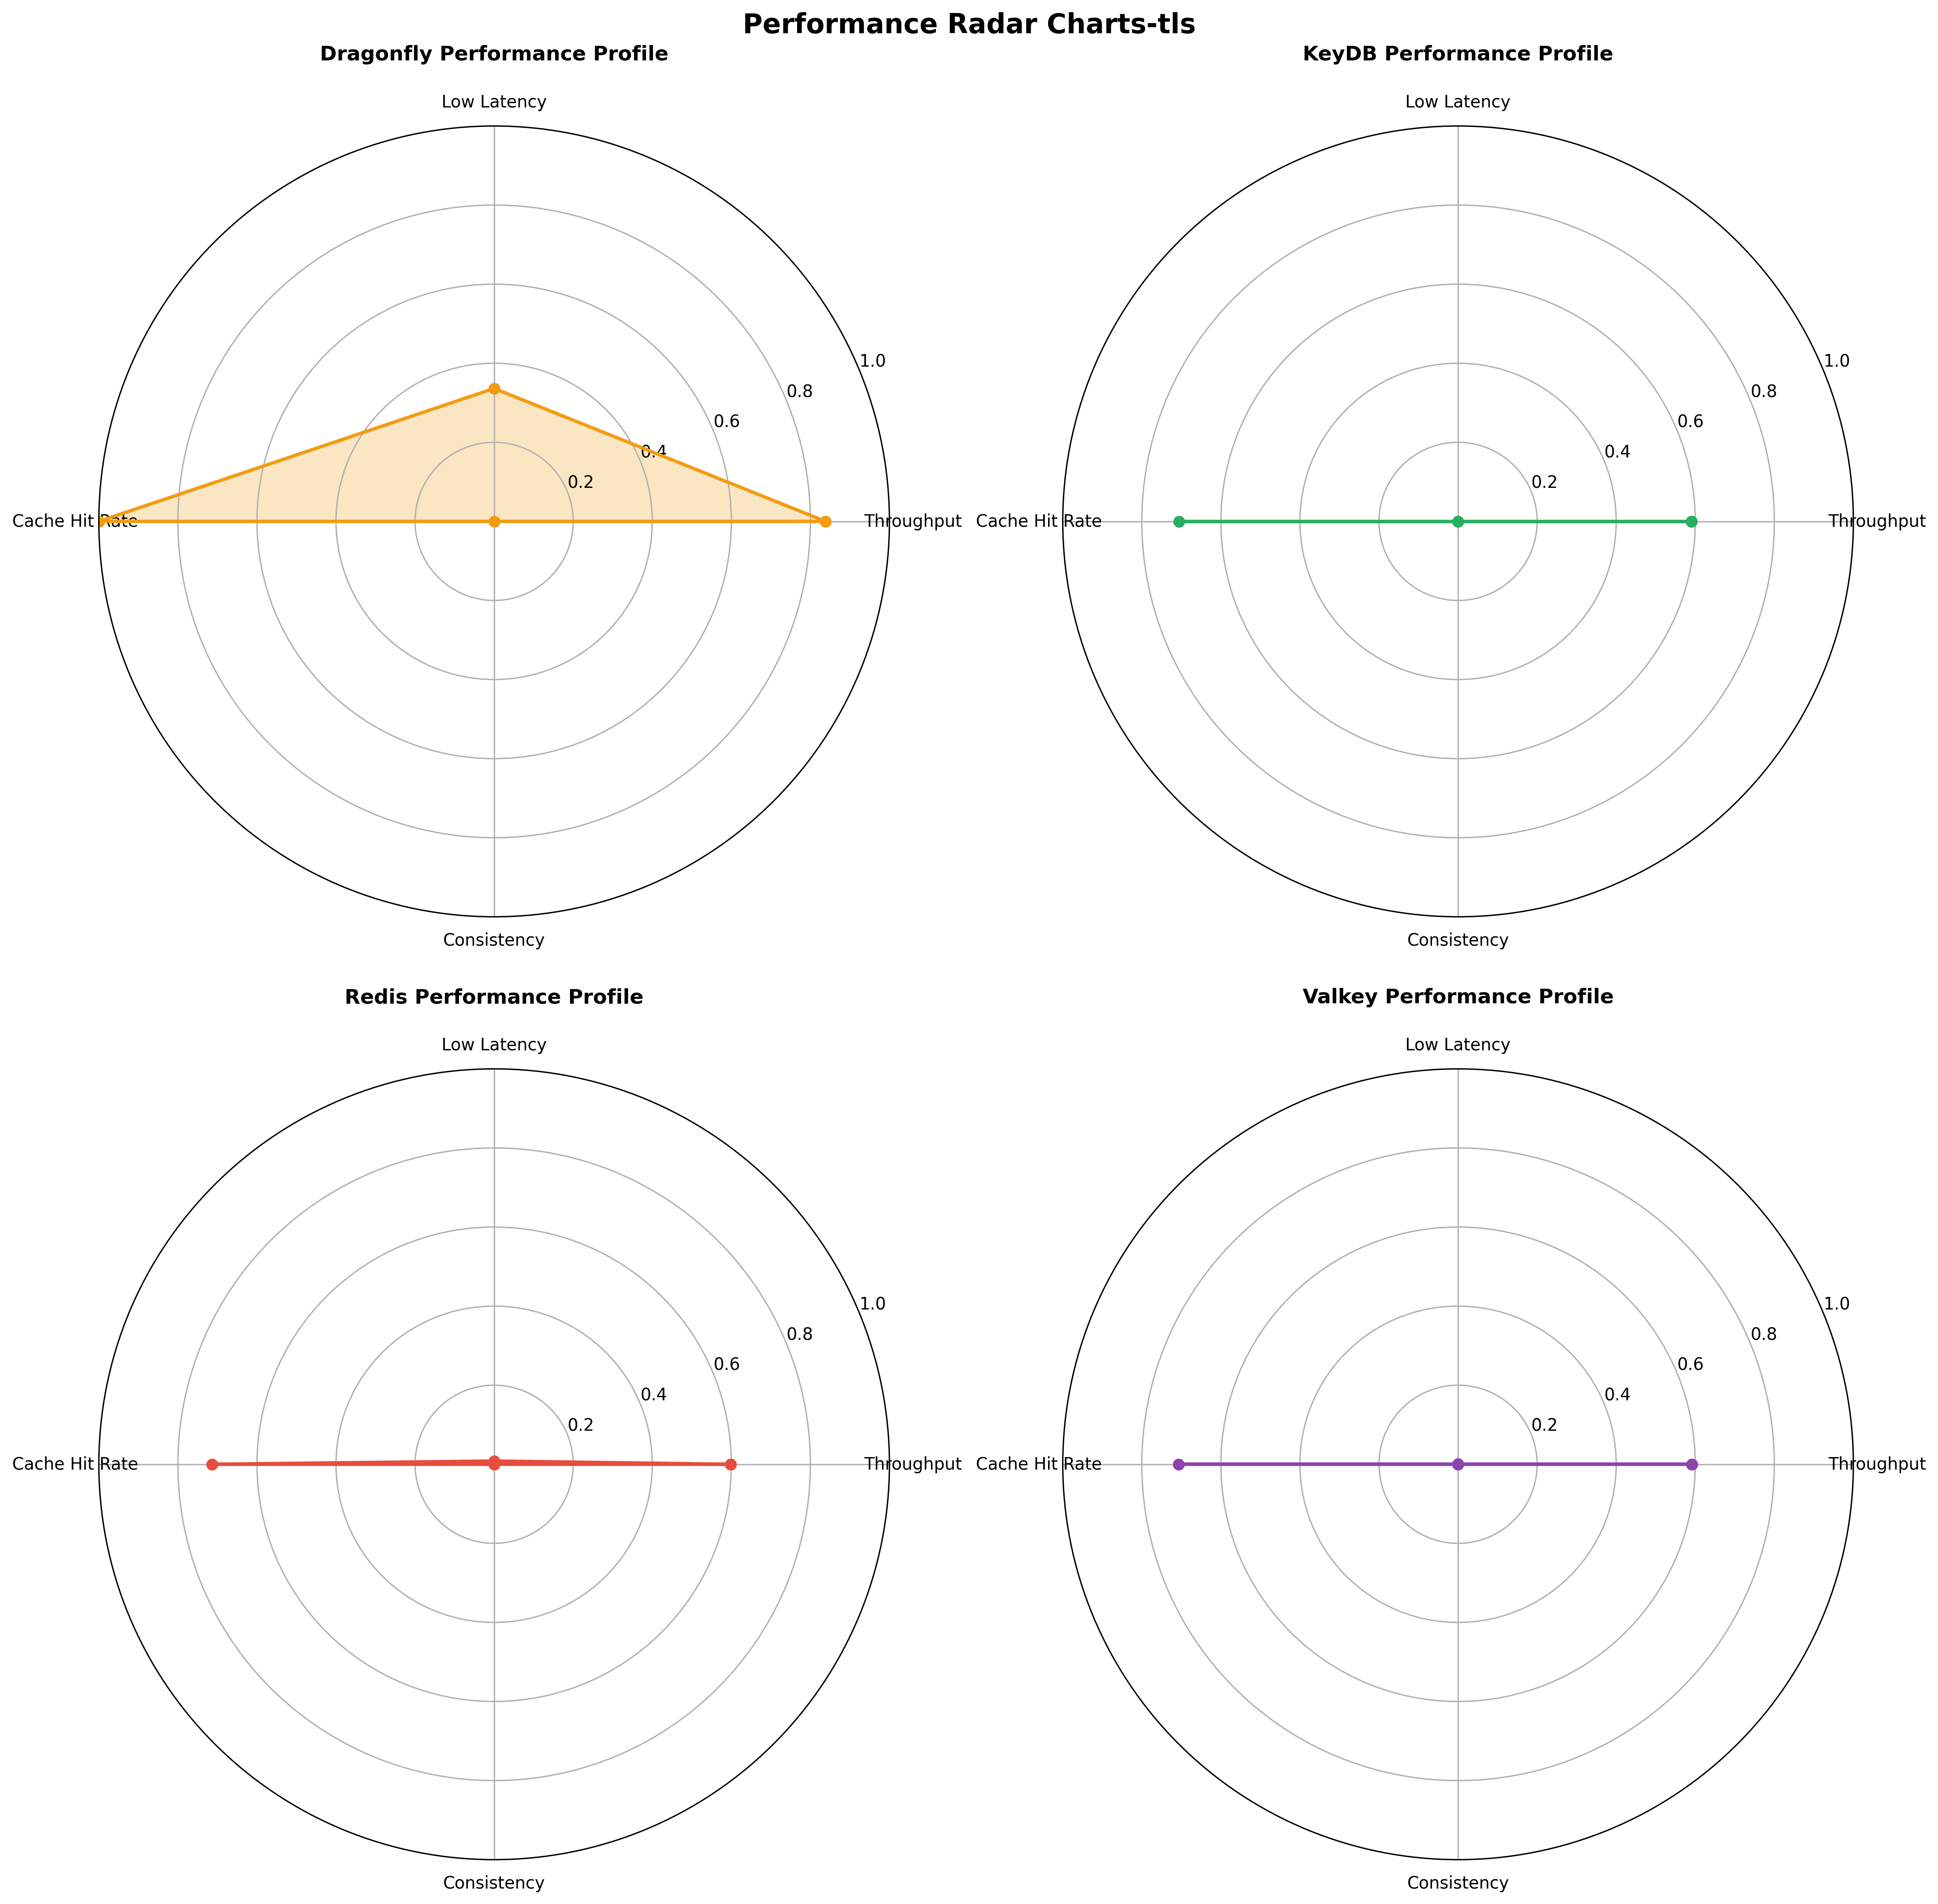 Performance Radar Charts-tls
Dragonfly Performance Profile
Low Latency
1.0
0.8
0.6
0.4
0.2
Cache Hit Rate
Throughput
Consistency
KeyDB Performance Profile
Low Latency
1.0
0.8
0.6
0.4
0.2
Cache Hit Rate
Throughput
Consistency
Redis Performance Profile
Low Latency
1.0
0.8
0.6
0.4
0.2
Cache Hit Rate
Throughput
Consistency
Valkey Performance Profile
Low Latency
1.0
0.8
0.6
0.4
0.2
Cache Hit Rate
Throughput
Consistency